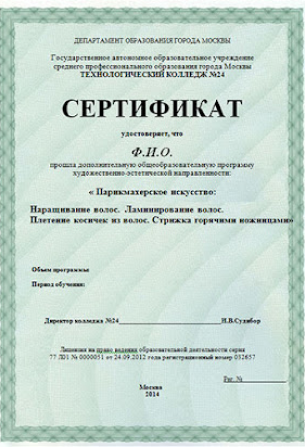 ДЕПАРТАМЕНТ ОБРАЗОВАНИЯ ГОРОДА МОСКВЫ
Государственное автономное образовательное учреждение
среднего профессионального образования города Москвы
ТЕХНОЛОГИЧЕСКИЙ КОЛЛЕДЖ №24
СЕРТИФИКАТ
удостоверяет, что
Ф.И.О.
прошла дополнительную общеобразовательную программу
художественно-эстетической направленности:
« Парикмахерское искусство:
Наращивание волос. Ламинирование волос.
Плетение косичек из волос. Стрижка горячими ножницами»
Объем программы:
Период обучения:
Директор колледжа №24 И.В.Судибор
Лицензия на право ведения образовательной деятельности серия
77 Л01 № 0000051 от 24.09.2012 года регистрационный номер 032657
Рег. №
Москва
2014